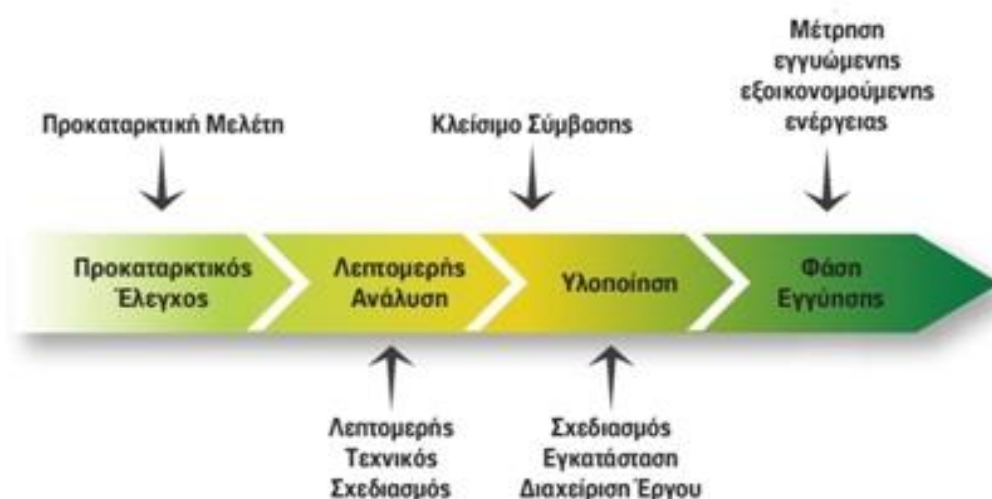 Προκαταρκτική Μελέτη
Κλείσιμο Σύμβασης
Μέτρηση
εγγυώμενης
εξοικονομούμενης
ενέργειας
Προκαταρκτικός
Έλεγχος
Λεπτομερής
Ανάλυση
Υλοποίηση
Φάση
Εγγύησης
Λεπτομερής
Τεχνικός
Σχεδιασμός
Σχεδιασμός
Εγκατάσταση
Διαχείριση Έργου